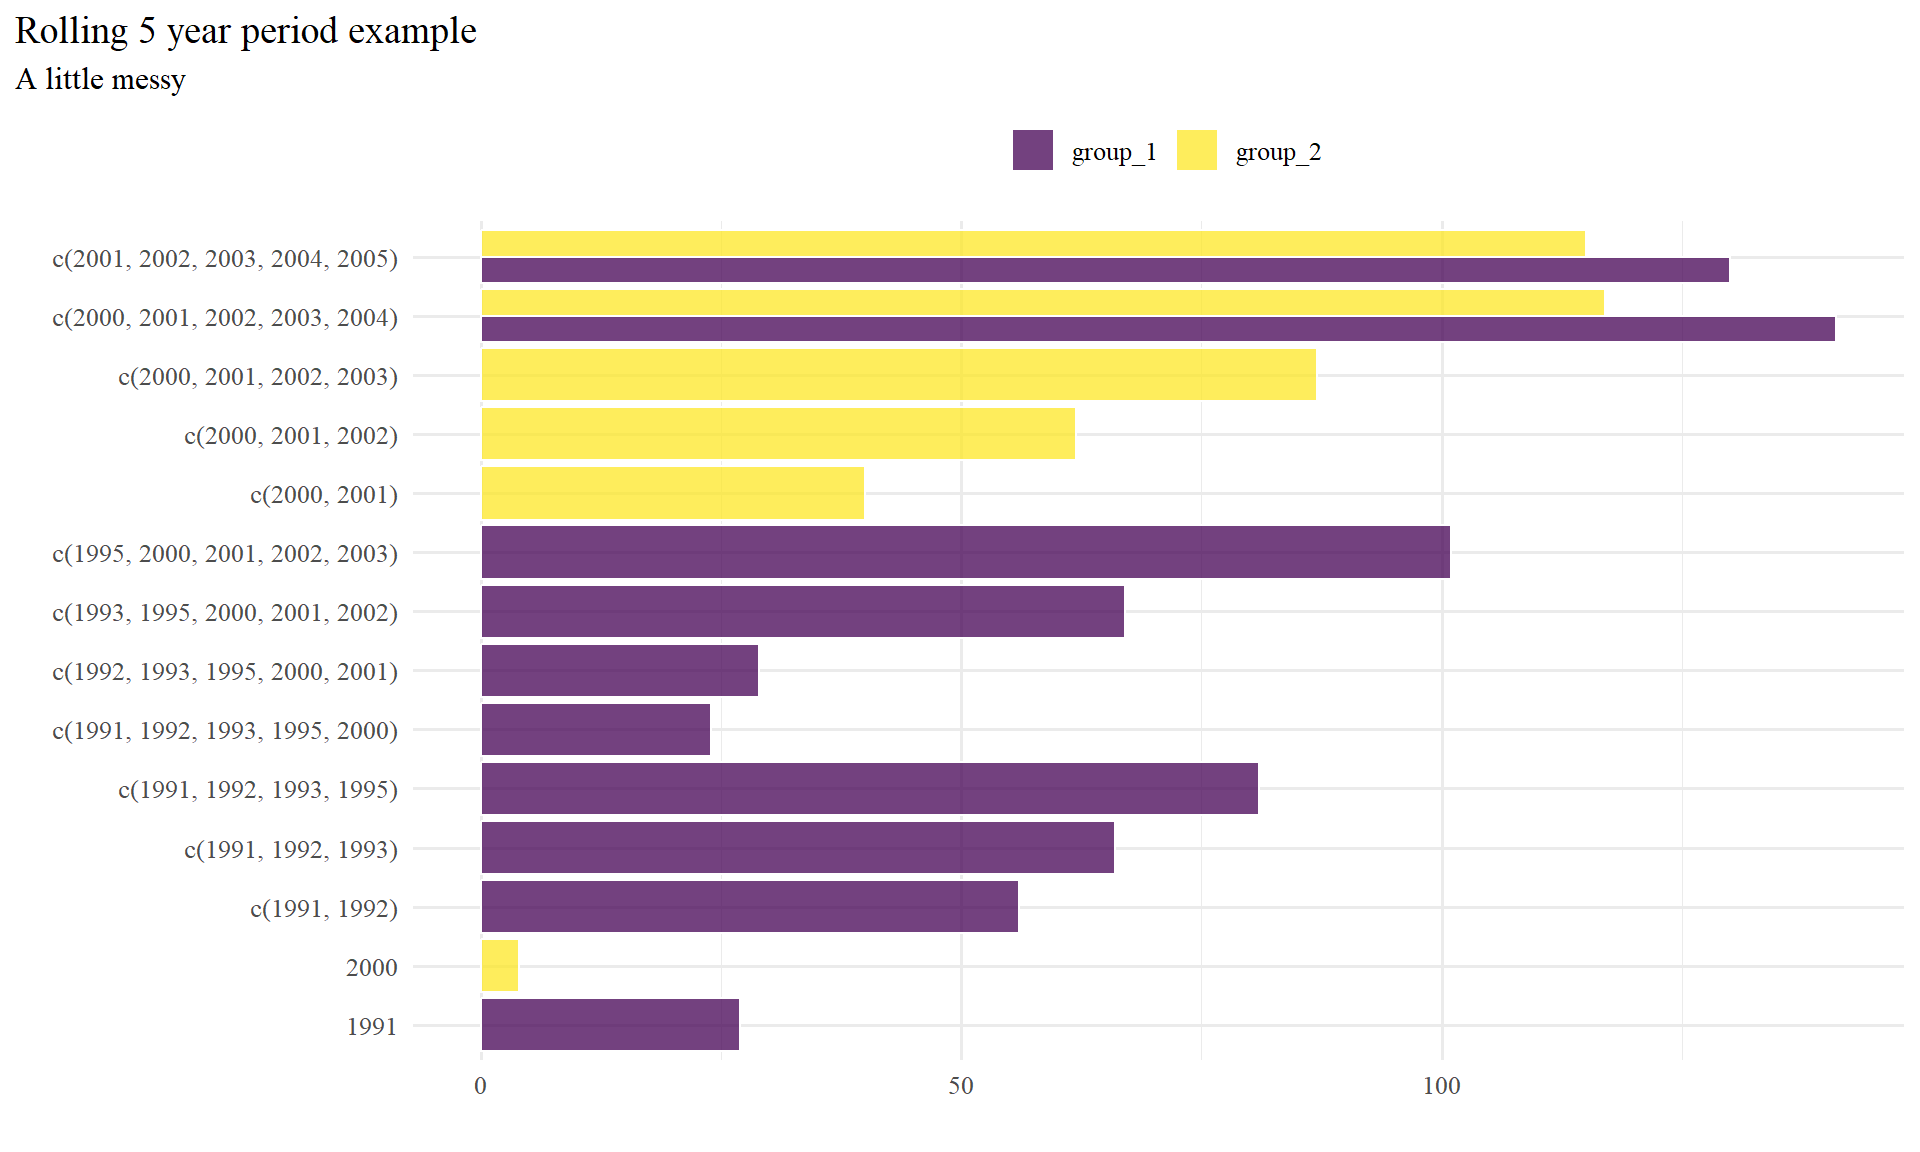 Rolling 5 year period example
A little messy
group_1 group_2
c(2001, 2002, 2003, 2004, 2005)
c(2000, 2001, 2002, 2003, 2004)
c(2000, 2001, 2002, 2003)
c(2000, 2001, 2002)
c(2000, 2001)
c(1995, 2000, 2001, 2002, 2003)
c(1993, 1995, 2000, 2001, 2002)
c(1992, 1993, 1995, 2000, 2001)
c(1991, 1992, 1993, 1995, 2000)
c(1991, 1992, 1993, 1995)
c(1991, 1992, 1993)
c(1991, 1992)
2000
1991
0 50 100